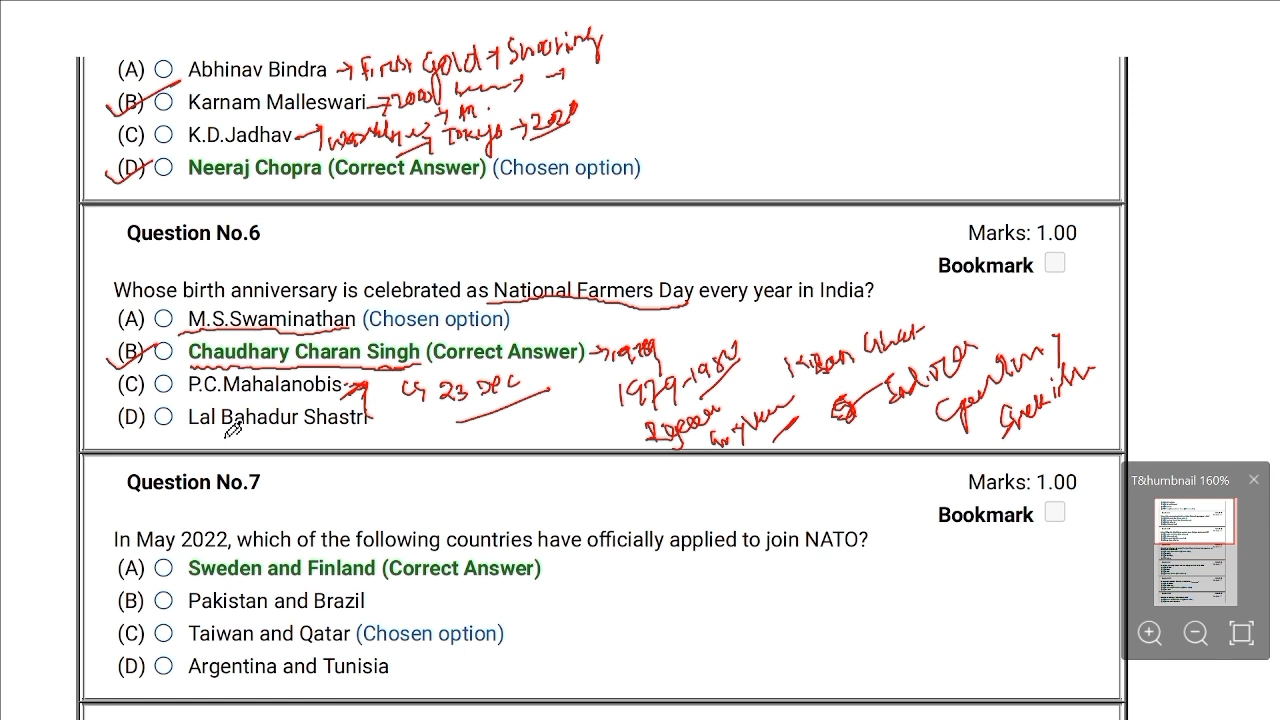 (A) Abhinav Bindra → First Gold → Shooting
(B) Karnam Malleswari → 2000
(C) K.D.Jadhav → Tokyo → 2020
(D) Neeraj Chopra (Correct Answer) (Chosen option)
Question No.6 Marks: 1.00
Bookmark
Whose birth anniversary is celebrated as National Farmers Day every year in India?
(A) M.S.Swaminathan (Chosen option)
(B) Chaudhary Charan Singh (Correct Answer) → 1979 Kisan Ghat
1979-1980
(C) P.C.Mahalanobis 23 Dec
(D) Lal Bahadur Shastri
Question No.7 Marks: 1.00
Bookmark
In May 2022, which of the following countries have officially applied to join NATO?
(A) Sweden and Finland (Correct Answer)
(B) Pakistan and Brazil
(C) Taiwan and Qatar (Chosen option)
(D) Argentina and Tunisia
T&humbnail 160%